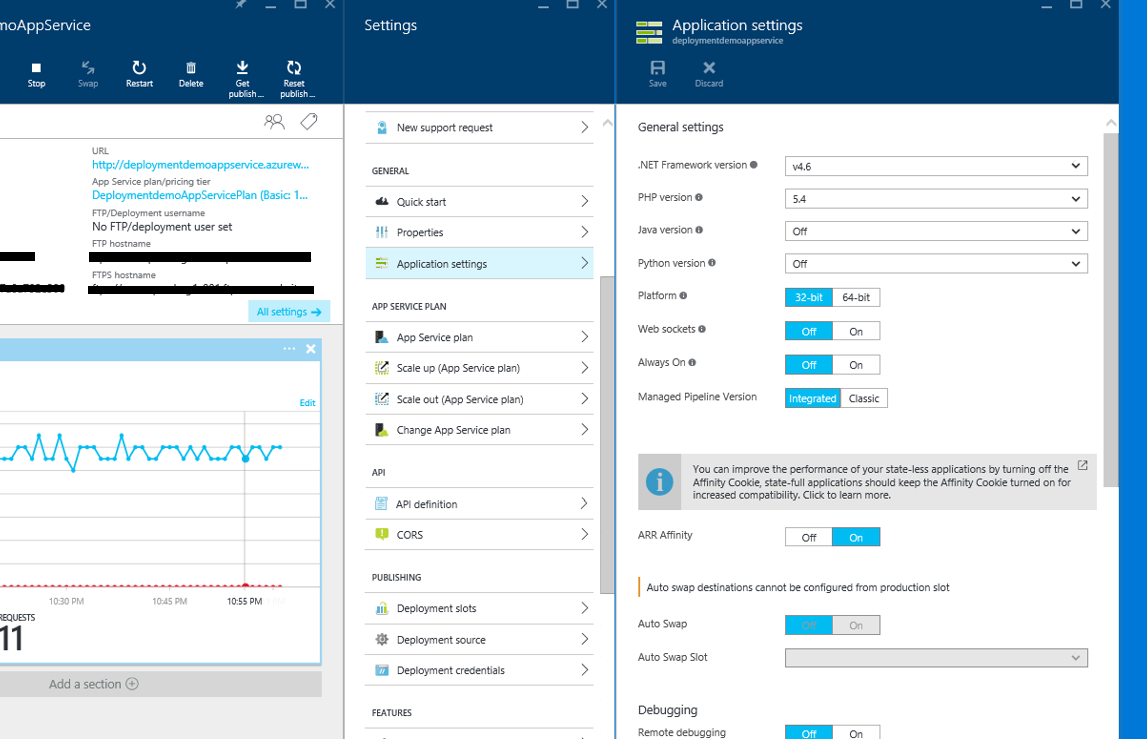 moAppService
Stop
Swap
Restart
Delete
Get
publish ...
Reset
publish ...
URL
http://deploymentdemoappservice.azurew...
App Service plan/pricing tier
DeploymentdemoAppServicePlan (Basic: 1...
FTP/Deployment username
No FTP/deployment user set
FTP hostname
FTPS hostname
All settings
...
Edit
10:30 PM
10:45 PM
10:55 PM
REQUESTS
11
Add a section
Settings
New support request
GENERAL
Quick start
Properties
Application settings
APP SERVICE PLAN
App Service plan
Scale up (App Service plan)
Scale out (App Service plan)
Change App Service plan
API
API definition
CORS
PUBLISHING
Deployment slots
Deployment source
Deployment credentials
FEATURES
Application settings
deploymentdemoappservice
Save
Discard
General settings
.NET Framework version
v4.6
PHP version
5.4
Java version
Off
Python version
Off
Platform
32-bit 64-bit
Web sockets
Off On
Always On
Off On
Managed Pipeline Version
Integrated Classic
You can improve the performance of your state-less applications by turning off the
Affinity Cookie, state-full applications should keep the Affinity Cookie turned on for
increased compatibility. Click to learn more.
ARR Affinity
Off On
Auto swap destinations cannot be configured from production slot
Auto Swap
Off On
Auto Swap Slot
Debugging
Remote debugging
Off On